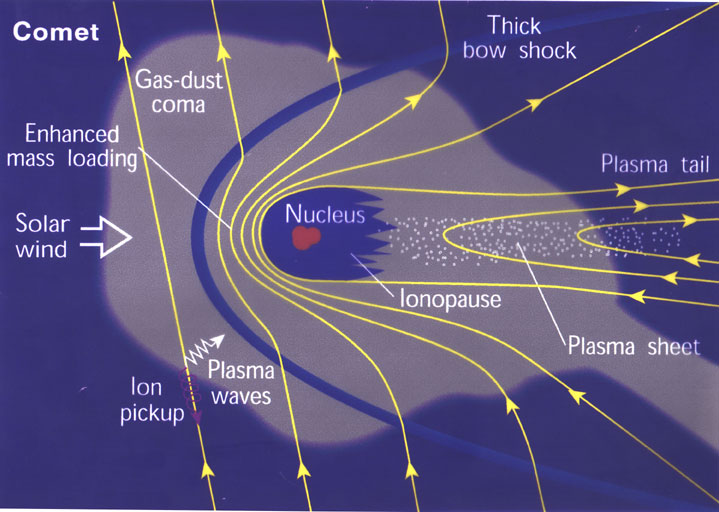 Comet
Thick
bow shock
Gas-dust
coma
Enhanced
mass loading
Plasma tail
Solar
wind
Nucleus
Ionopause
Plasma sheet
Plasma
waves
Ion
pickup